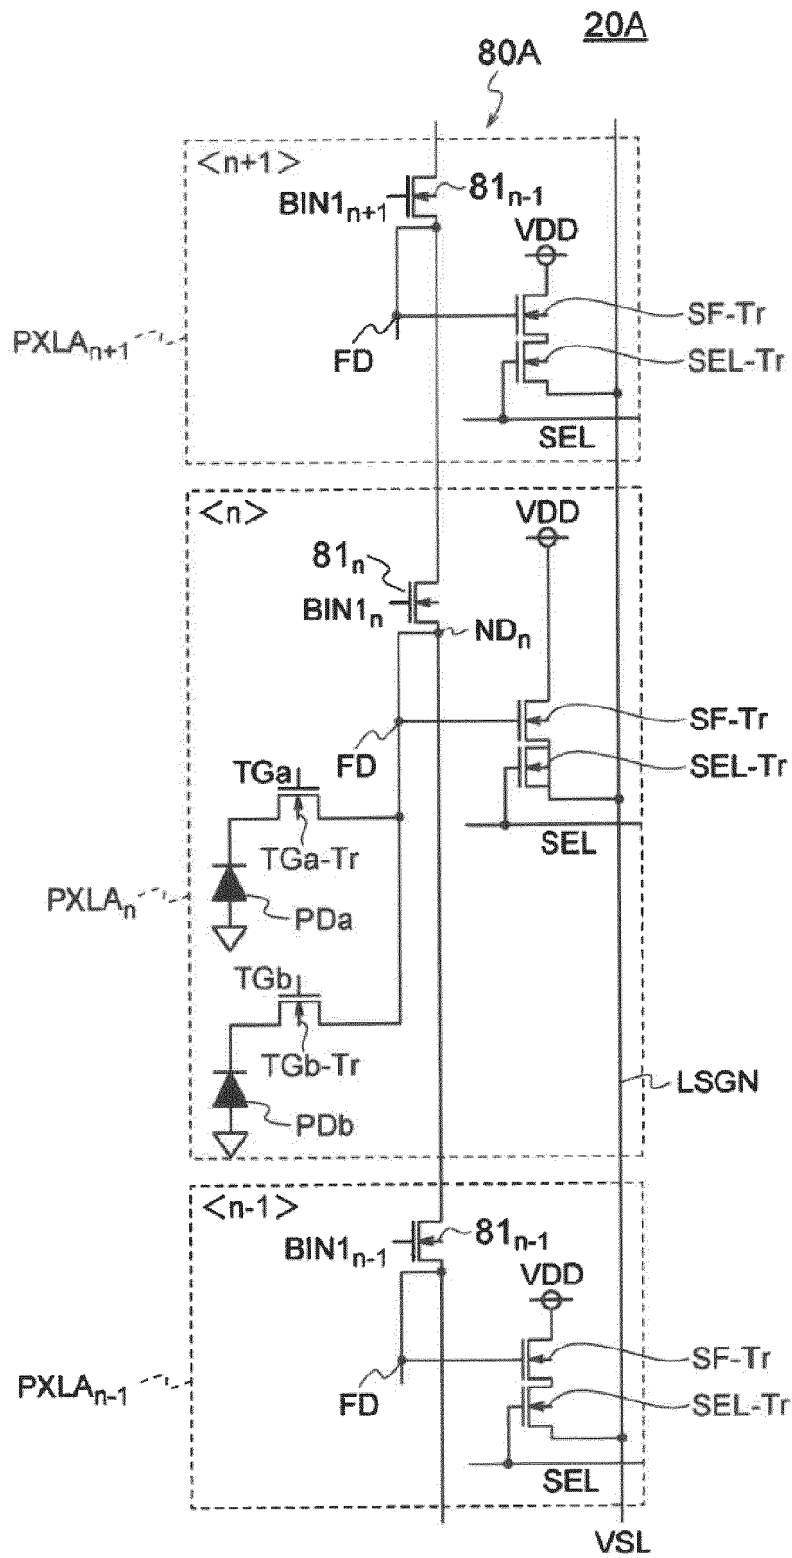 20A
80A
<n+1>
BIN1n+1
81n-1
VDD
SF-Tr
PXLAn+1
FD
SEL-Tr
SEL
<n>
VDD
81n
BIN1n
NDn
SF-Tr
FD
SEL-Tr
TGa
SEL
TGa-Tr
PXLAn
PDa
TGb
TGb-Tr
LSGN
PDb
<n-1>
BIN1n-1
81n-1
VDD
SF-Tr
PXLAn-1
FD
SEL-Tr
SEL
VSL